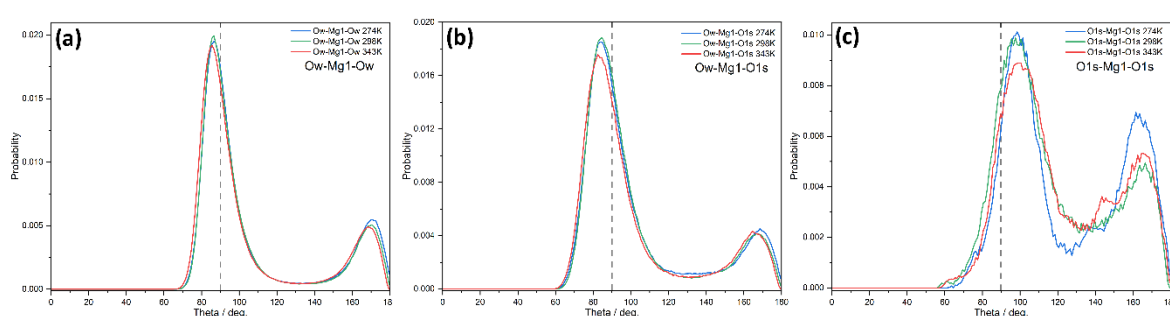 (a)
Ow-Mg1-Ow 274K
Ow-Mg1-Ow 298K
Ow-Mg1-Ow 343K
Ow-Mg1-Ow
Probability
0.020
0.015
0.010
0.005
0.000
0 20 40 60 80 100 120 140 160 180
Theta / deg.
(b)
Ow-Mg1-O1s 274K
Ow-Mg1-O1s 298K
Ow-Mg1-O1s 343K
Ow-Mg1-O1s
Probability
0.020
0.016
0.012
0.008
0.004
0.000
0 20 40 60 80 100 120 140 160 180
Theta / deg.
(c)
O1s-Mg1-O1s 274K
O1s-Mg1-O1s 298K
O1s-Mg1-O1s 343K
O1s-Mg1-O1s
Probability
0.010
0.008
0.006
0.004
0.002
0.000
0 20 40 60 80 100 120 140 160 180
Theta / deg.